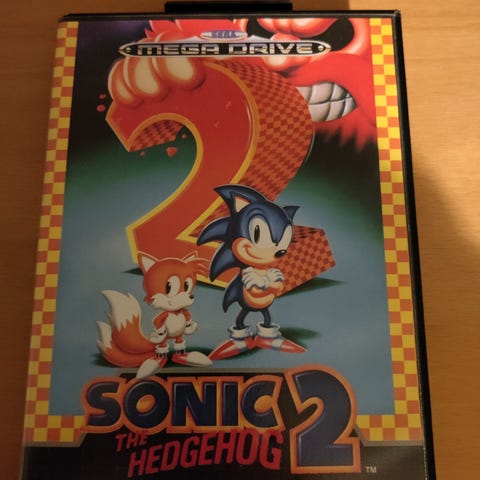 SEGA
MEGA DRIVE
2
SONIC
THE
HEDGEHOG
2
TM